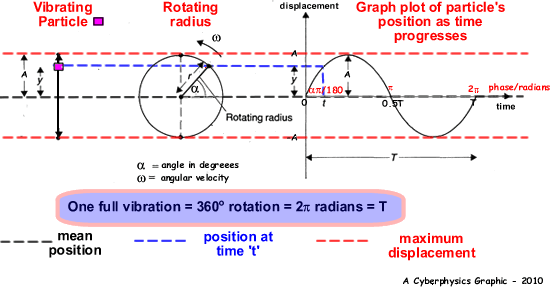 Vibrating
Particle
Rotating
radius
displacement
Graph plot of particle's
position as time
progresses
ω
A
A
y
r
α
Rotating radius
y
A
απ/180
π
2π
phase/radians
0
t
0.5T
T
time
-A
T
α = angle in degreees
ω = angular velocity
One full vibration = 360° rotation = 2π radians = T
mean
position
position at
time 't'
maximum
displacement
A Cyberphysics Graphic - 2010